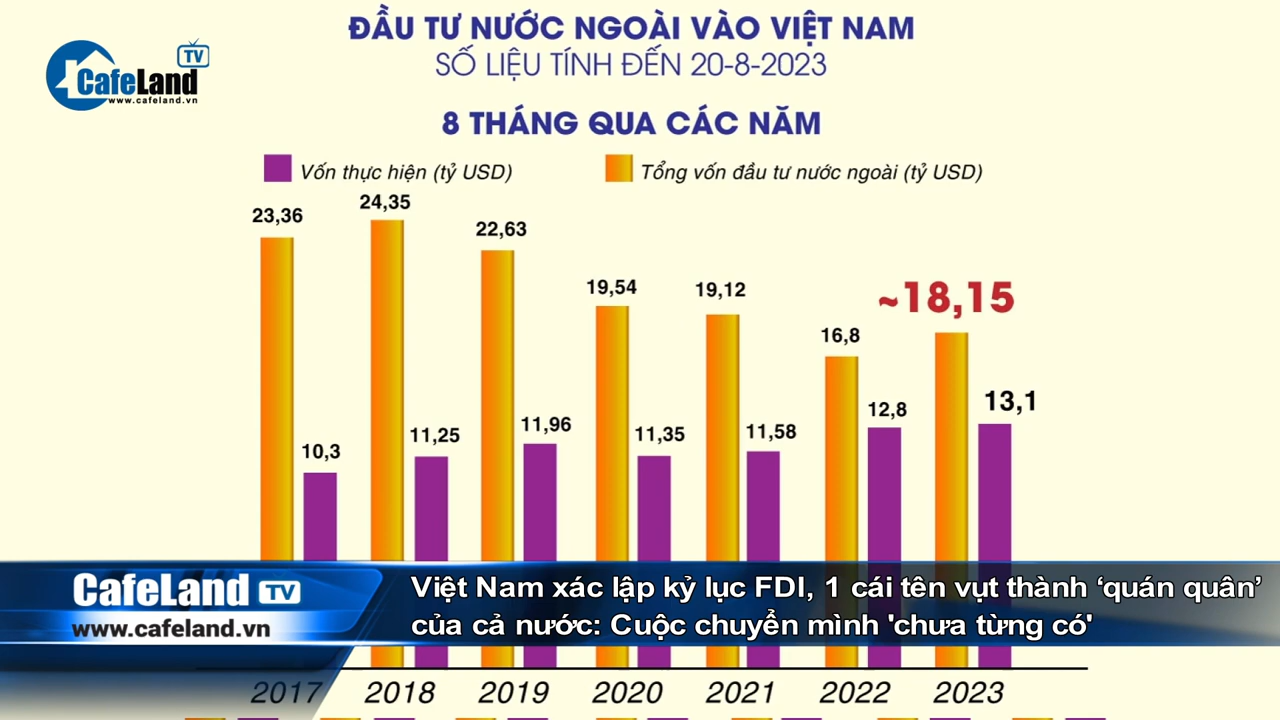 ĐẦU TƯ NƯỚC NGOÀI VÀO VIỆT NAM
SỐ LIỆU TÍNH ĐẾN 20-8-2023
CafeLand TV
www.cafeland.vn
8 THÁNG QUA CÁC NĂM
Vốn thực hiện (tỷ USD)
Tổng vốn đầu tư nước ngoài (tỷ USD)
23,36
24,35
22,63
19,54
19,12
16,8
~18,15
10,3
11,25
11,96
11,35
11,58
12,8
13,1
CafeLand TV
www.cafeland.vn
Việt Nam xác lập kỷ lục FDI, 1 cái tên vụt thành ‘quán quân’
của cả nước: Cuộc chuyển mình 'chưa từng có'
2017 2018 2019 2020 2021 2022 2023